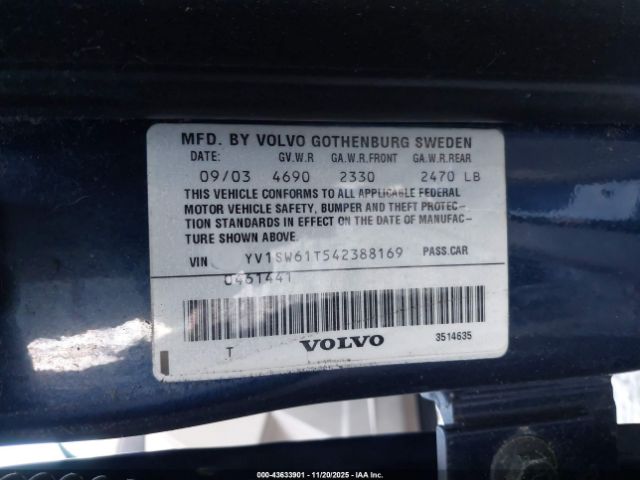 MFD. BY VOLVO GOTHENBURG SWEDEN
DATE: GV.W.R GA.W.R.FRONT GA.W.R.REAR
09/03 4690 2330 2470 LB
THIS VEHICLE CONFORMS TO ALL APPLICABLE FEDERAL
MOTOR VEHICLE SAFETY, BUMPER AND THEFT PROTEC-
TION STANDARDS IN EFFECT ON THE DATE OF MANUFAC-
TURE SHOWN ABOVE.
VIN YV1SW61T542388169 PASS.CAR
0461441
T VOLVO 3514635
000-43633901 - 11/20/2025 - IAAI.COM